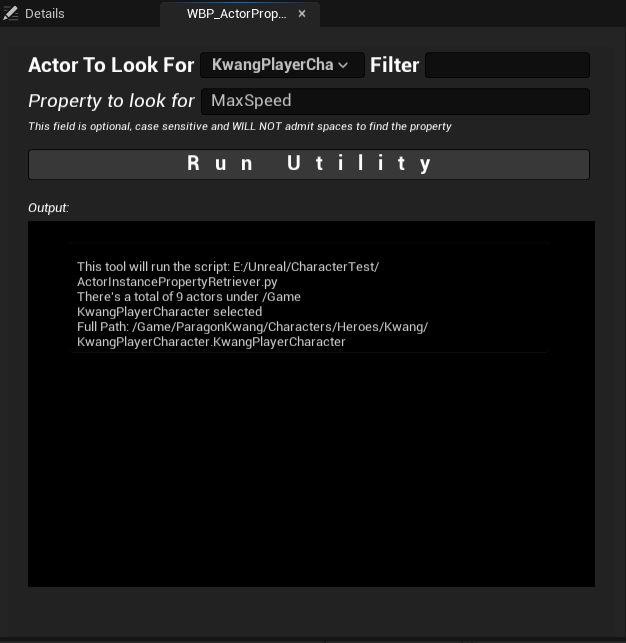 Details
WBP_ActorProp...
Actor To Look For KwangPlayerCha Filter
Property to look for MaxSpeed
This field is optional, case sensitive and WILL NOT admit spaces to find the property
Run Utility
Output:
This tool will run the script: E:/Unreal/CharacterTest/
ActorInstancePropertyRetriever.py
There's a total of 9 actors under /Game
KwangPlayerCharacter selected
Full Path: /Game/ParagonKwang/Characters/Heroes/Kwang/
KwangPlayerCharacter.KwangPlayerCharacter